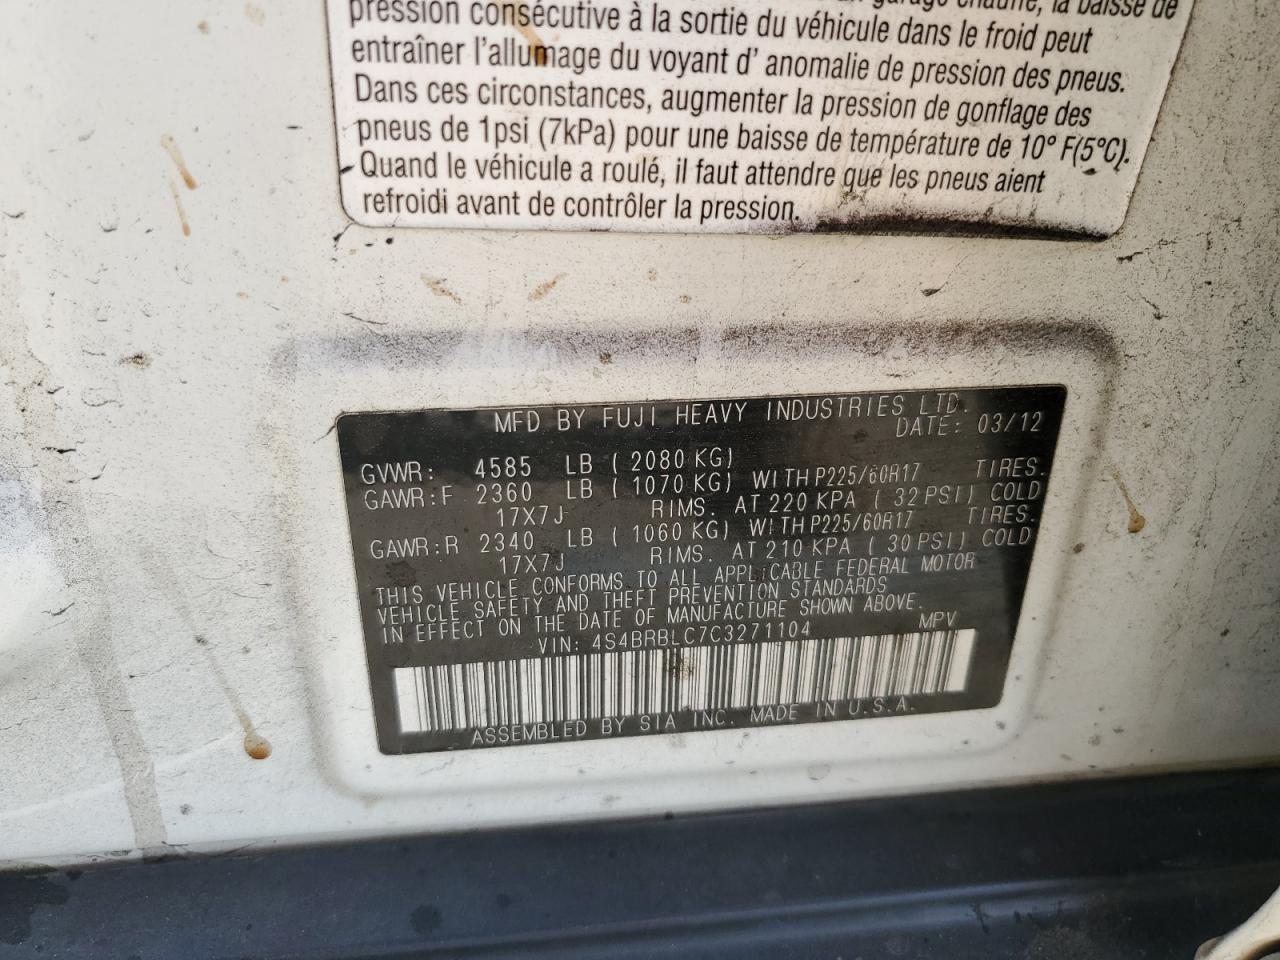 pression consécutive à la sortie du véhicule dans le froid peut
entraîner l'allumage du voyant d' anomalie de pression des pneus.
Dans ces circonstances, augmenter la pression de gonflage des
pneus de 1psi (7kPa) pour une baisse de température de 10° F(5°C).
Quand le véhicule a roulé, il faut attendre que les pneus aient
refroidi avant de contrôler la pression.
MFD BY FUJI HEAVY INDUSTRIES LTD.
DATE: 03/12
GVWR: 4585 LB ( 2080 KG)
GAWR:F 2360 LB ( 1070 KG) WITH P225/60R17 TIRES.
17X7J RIMS. AT 220 KPA ( 32 PSI) COLD
GAWR:R 2340 LB ( 1060 KG) WITH P225/60R17 TIRES.
17X7J RIMS. AT 210 KPA ( 30 PSI) COLD
THIS VEHICLE CONFORMS TO ALL APPLICABLE FEDERAL MOTOR
VEHICLE SAFETY AND THEFT PREVENTION STANDARDS
IN EFFECT ON THE DATE OF MANUFACTURE SHOWN ABOVE.
VIN: 4S4BRBLC7C3271104 MPV
ASSEMBLED BY SIA INC. MADE IN U.S.A.